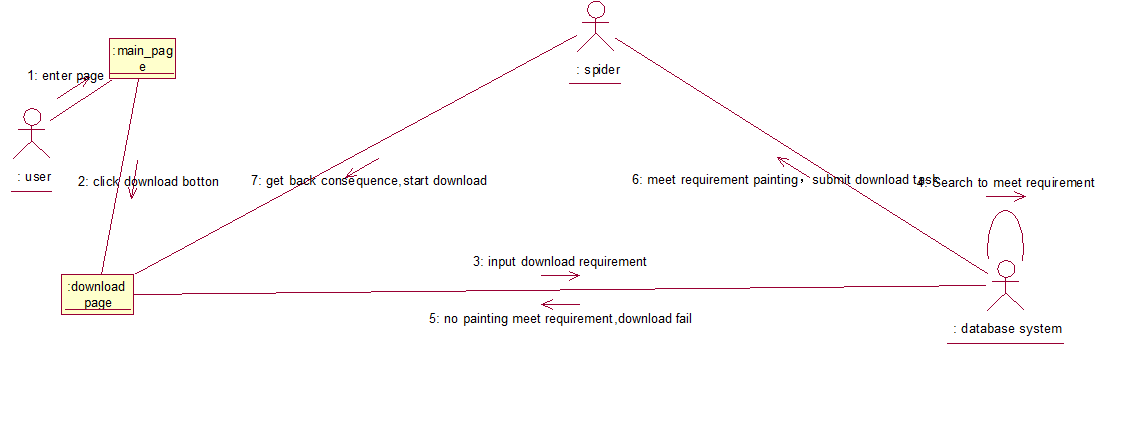 :main_pag
e
1: enter page
: spider
: user
2: click download botton
7: get back consequence,start download
6: meet requirement painting，submit download task
4: Search to meet requirement
3: input download requirement
:download
page
5: no painting meet requirement,download fail
: database system